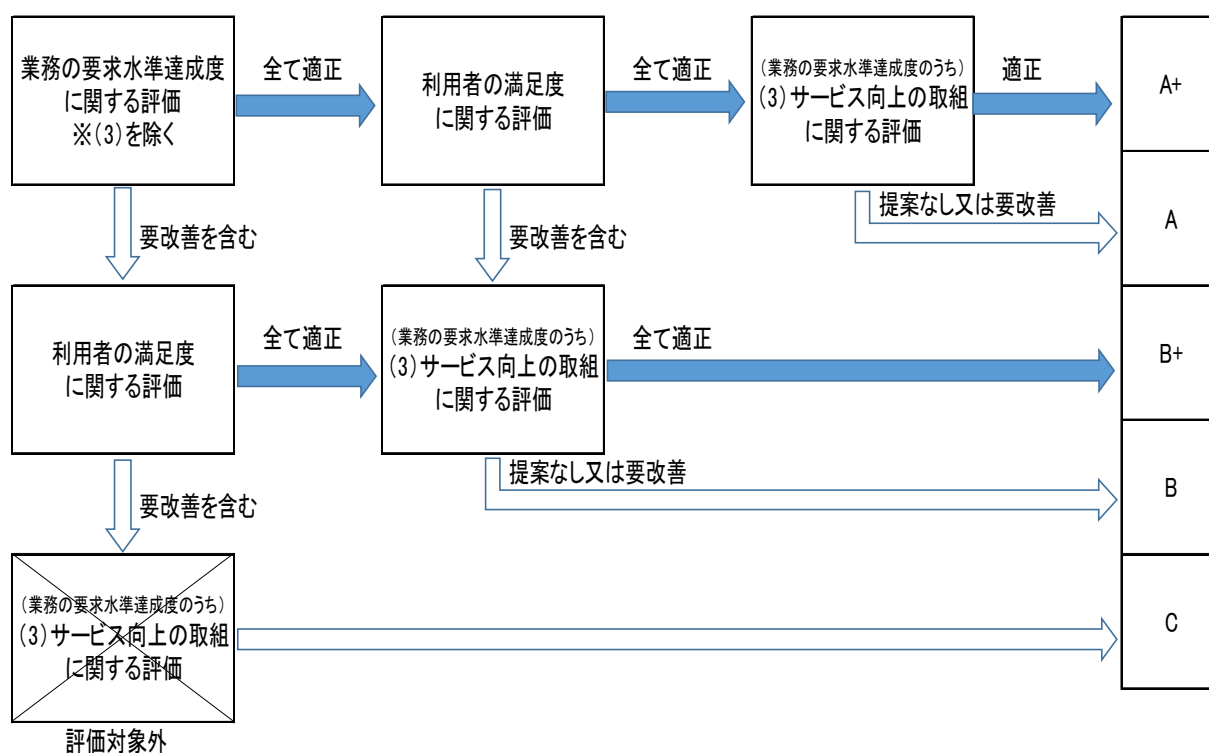 業務の要求水準達成度
に関する評価
※(3)を除く
全て適正
利用者の満足度
に関する評価
全て適正
(業務の要求水準達成度のうち)
(3)サービス向上の取組
に関する評価
適正
A+
要改善を含む
要改善を含む
提案なし又は要改善
A
利用者の満足度
に関する評価
全て適正
(業務の要求水準達成度のうち)
(3)サービス向上の取組
に関する評価
全て適正
B+
要改善を含む
提案なし又は要改善
B
(業務の要求水準達成度のうち)
(3)サービス向上の取組
に関する評価
C
評価対象外